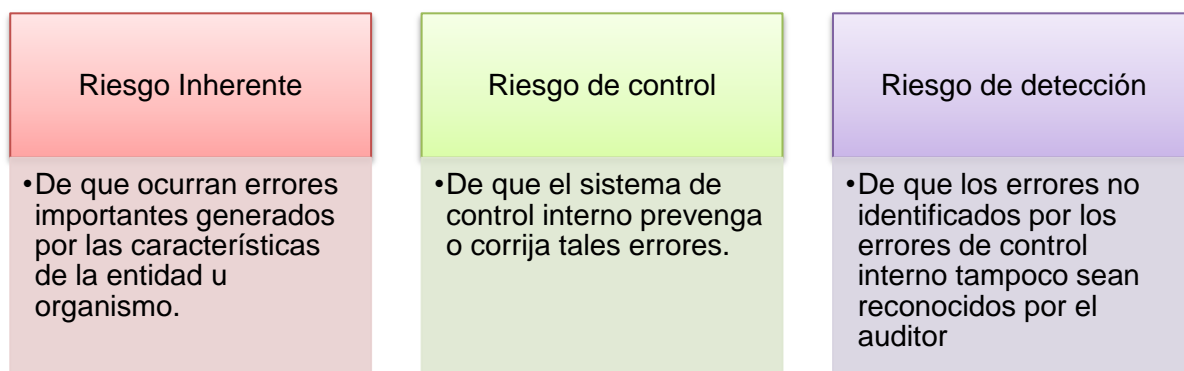 Riesgo Inherente
•De que ocurran errores
importantes generados
por las características
de la entidad u
organismo.
Riesgo de control
•De que el sistema de
control interno prevenga
o corrija tales errores.
Riesgo de detección
•De que los errores no
identificados por los
errores de control
interno tampoco sean
reconocidos por el
auditor